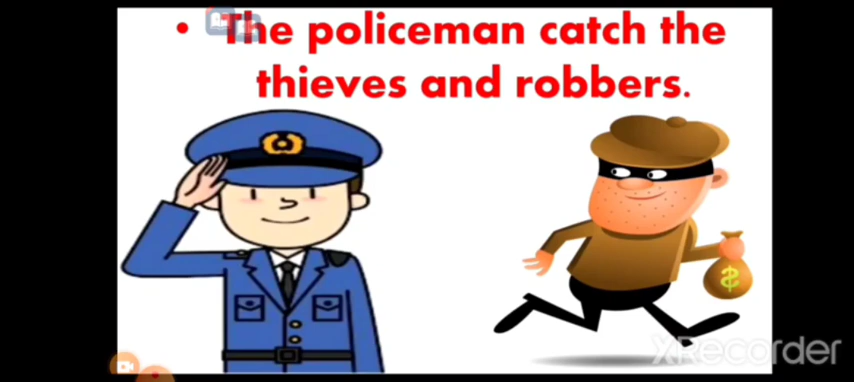 • The policeman catch the
thieves and robbers.
$
XRecorder